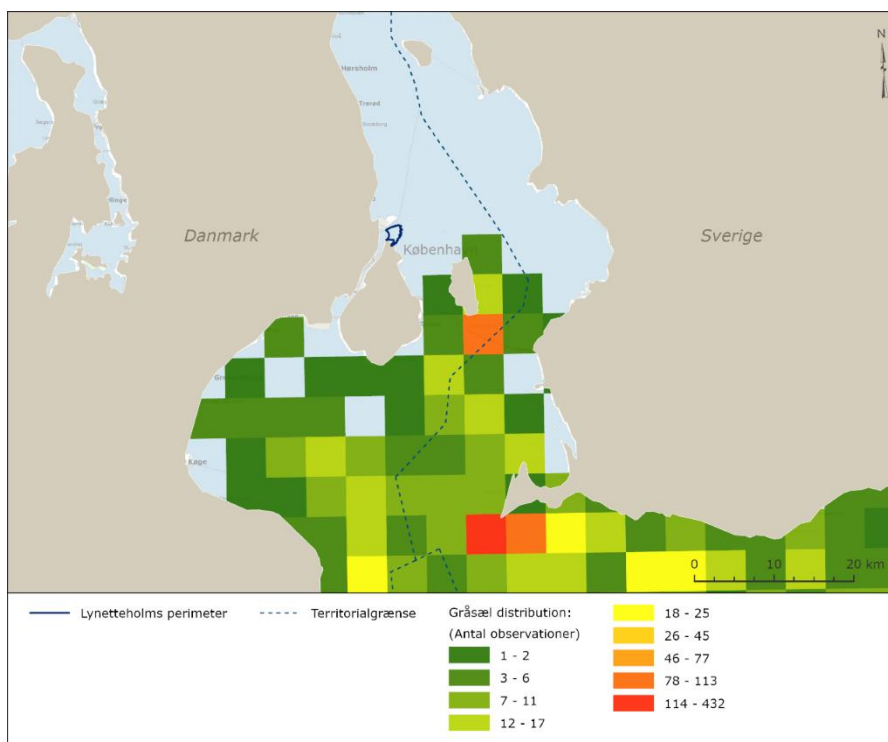 N
Hørsholm
Trørød
Danmark
København
Sverige
Køge
0 10 20 km
Lynetteholms perimeter
Territorialgrænse
Gråsæl distribution:
(Antal observationer)
1 - 2
3 - 6
7 - 11
12 - 17
18 - 25
26 - 45
46 - 77
78 - 113
114 - 432